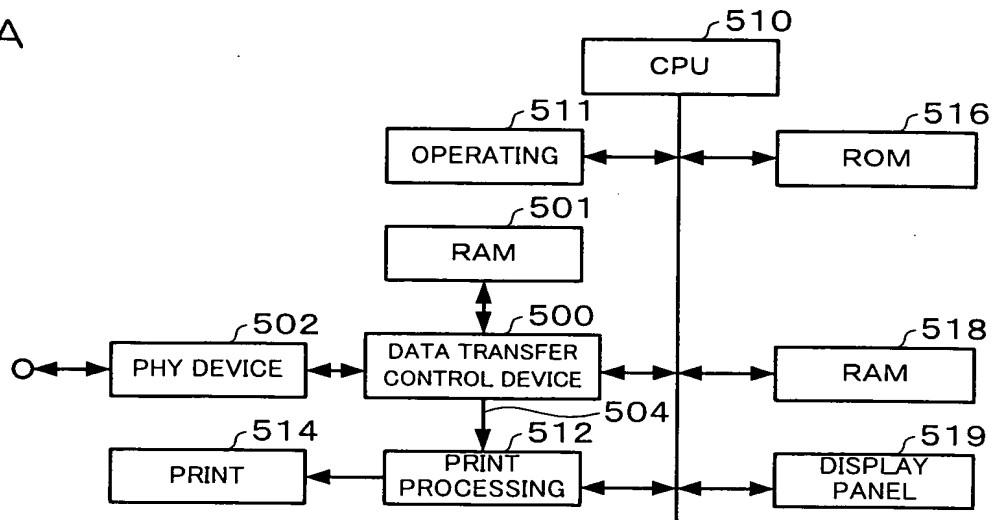 A
510
CPU
511
OPERATING
516
ROM
501
RAM
500
DATA TRANSFER
CONTROL DEVICE
502
PHY DEVICE
518
RAM
504
514
PRINT
512
PRINT
PROCESSING
519
DISPLAY
PANEL